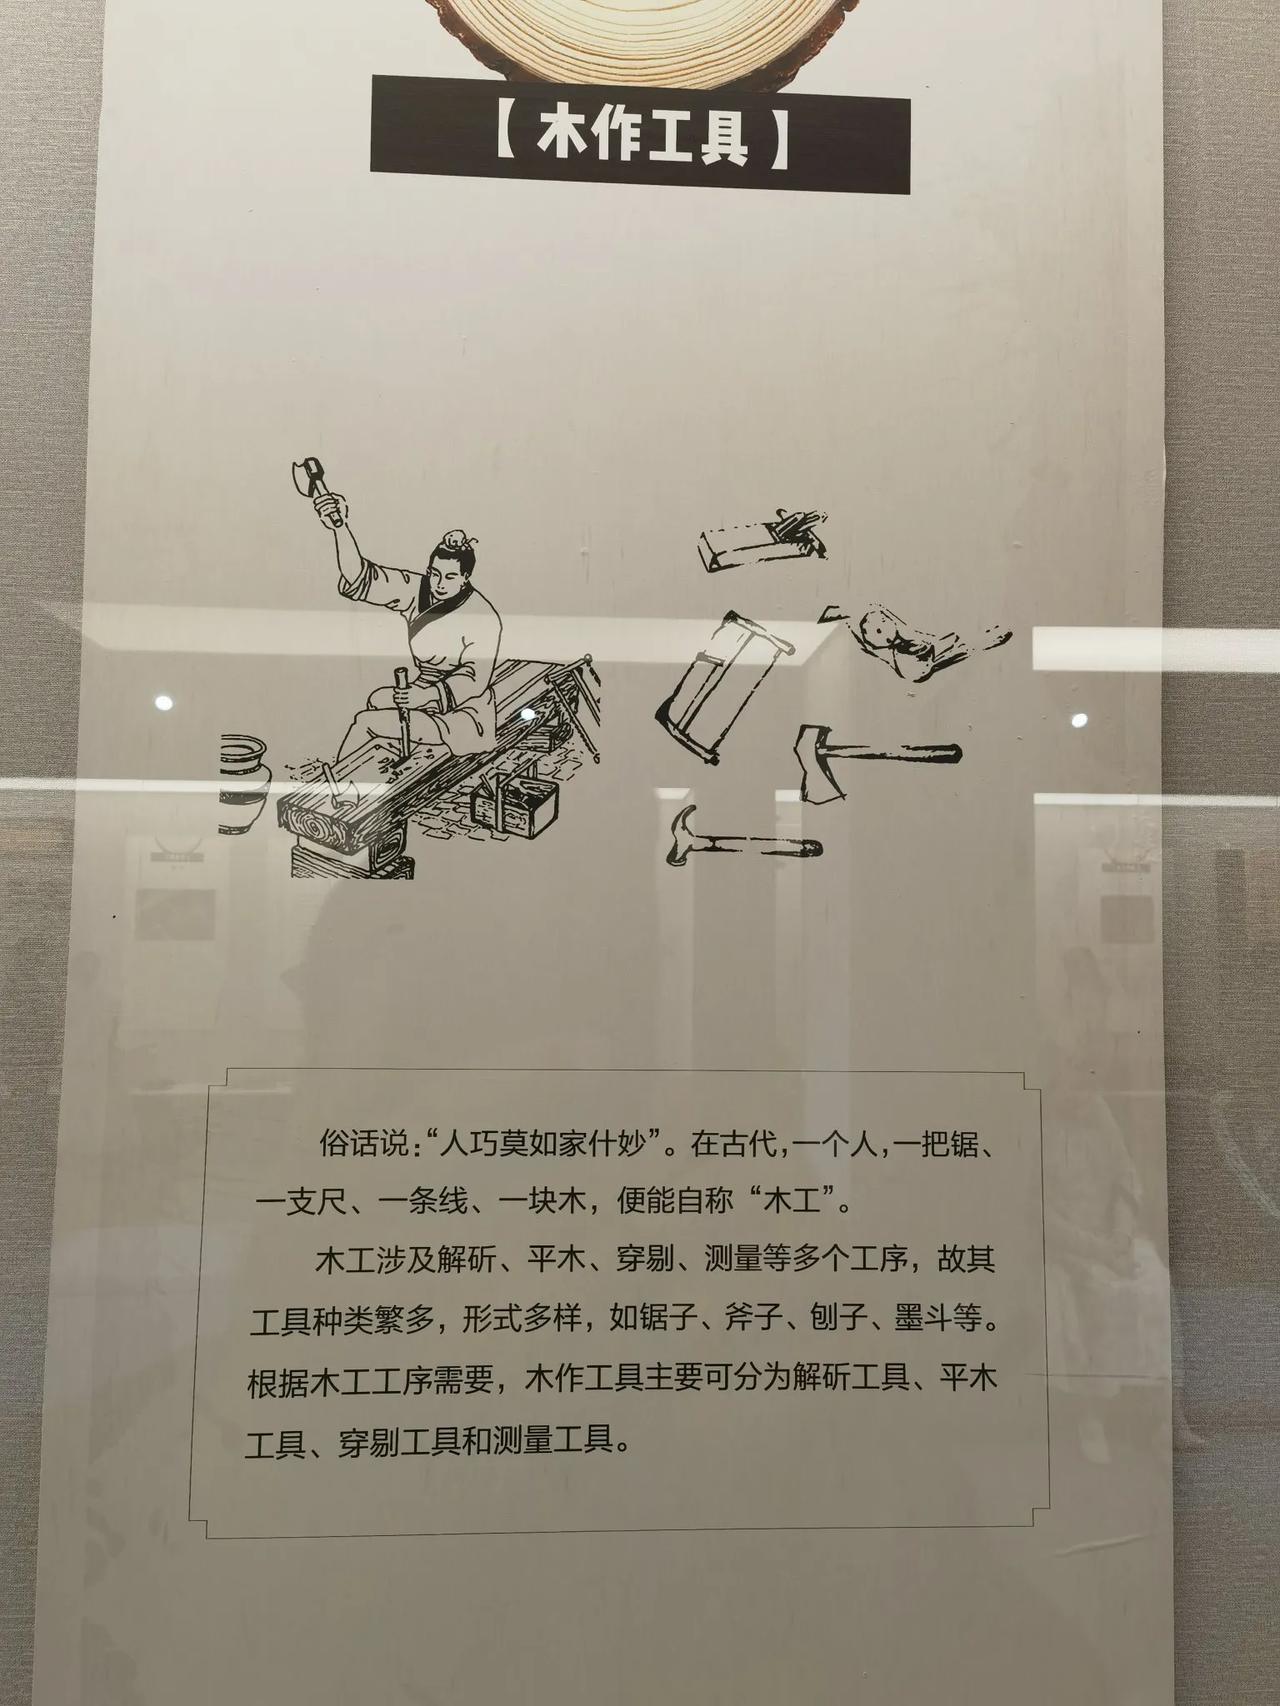 【木作工具】
俗话说：“人巧莫如家什妙”。在古代，一个人，一把锯、
一支尺、一条线、一块木，便能自称“木工”。
木工涉及解斫、平木、穿剔、测量等多个工序，故其
工具种类繁多，形式多样，如锯子、斧子、刨子、墨斗等。
根据木工工序需要，木作工具主要可分为解斫工具、平木
工具、穿剔工具和测量工具。